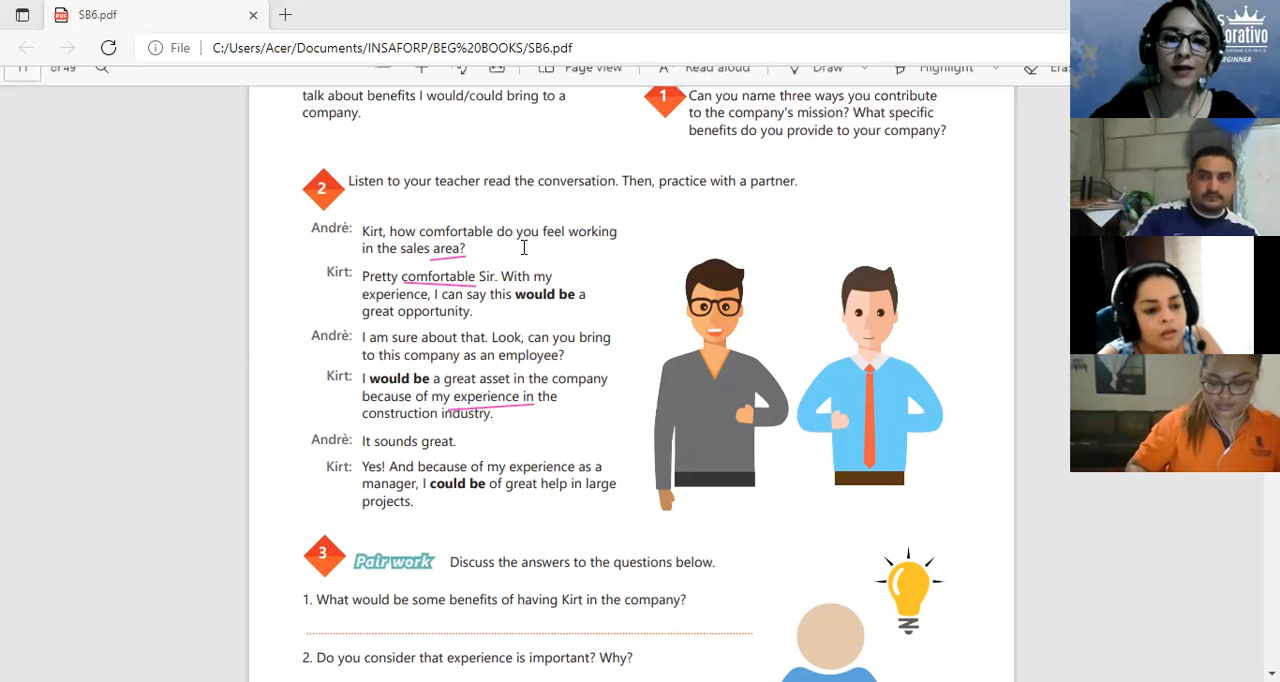 SB6.pdf
File C:/Users/Acer/Documents/INSAFORP/BEG%20BOOKS/SB6.pdf
11 of 49 Page view Read aloud Draw Highlight
orativo
talk about benefits I would/could bring to a
company.
1 Can you name three ways you contribute
to the company's mission? What specific
benefits do you provide to your company?
2 Listen to your teacher read the conversation. Then, practice with a partner.
Andrè: Kirt, how comfortable do you feel working
in the sales area?
Kirt: Pretty comfortable Sir. With my
experience, I can say this would be a
great opportunity.
Andrè: I am sure about that. Look, can you bring
to this company as an employee?
Kirt: I would be a great asset in the company
because of my experience in the
construction industry.
Andrè: It sounds great.
Kirt: Yes! And because of my experience as a
manager, I could be of great help in large
projects.
3 Pair work Discuss the answers to the questions below.
1. What would be some benefits of having Kirt in the company?
2. Do you consider that experience is important? Why?